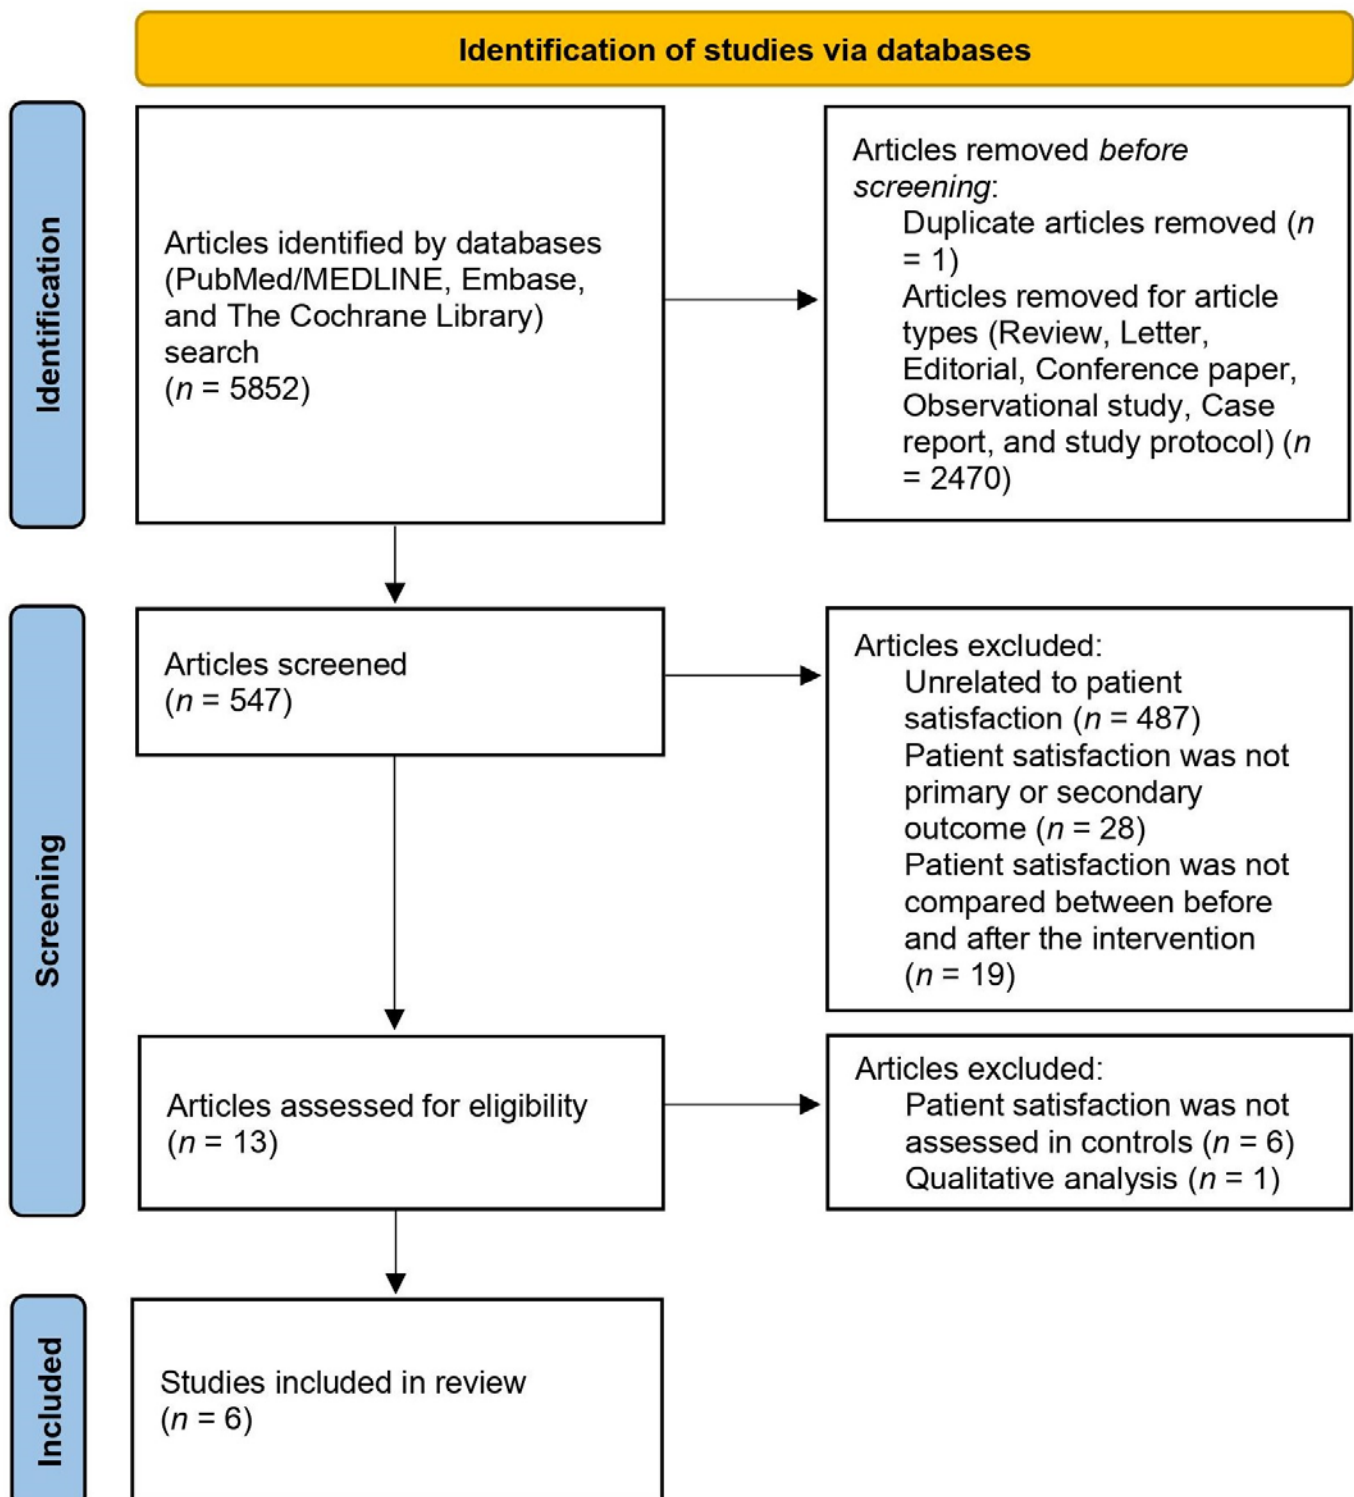 Identification of studies via databases
Identification
Articles identified by databases
(PubMed/MEDLINE, Embase,
and The Cochrane Library)
search
(n = 5852)
Articles removed before
screening:
Duplicate articles removed (n
= 1)
Articles removed for article
types (Review, Letter,
Editorial, Conference paper,
Observational study, Case
report, and study protocol) (n
= 2470)
Screening
Articles screened
(n = 547)
Articles excluded:
Unrelated to patient
satisfaction (n = 487)
Patient satisfaction was not
primary or secondary
outcome (n = 28)
Patient satisfaction was not
compared between before
and after the intervention
(n = 19)
Articles assessed for eligibility
(n = 13)
Articles excluded:
Patient satisfaction was not
assessed in controls (n = 6)
Qualitative analysis (n = 1)
Included
Studies included in review
(n = 6)